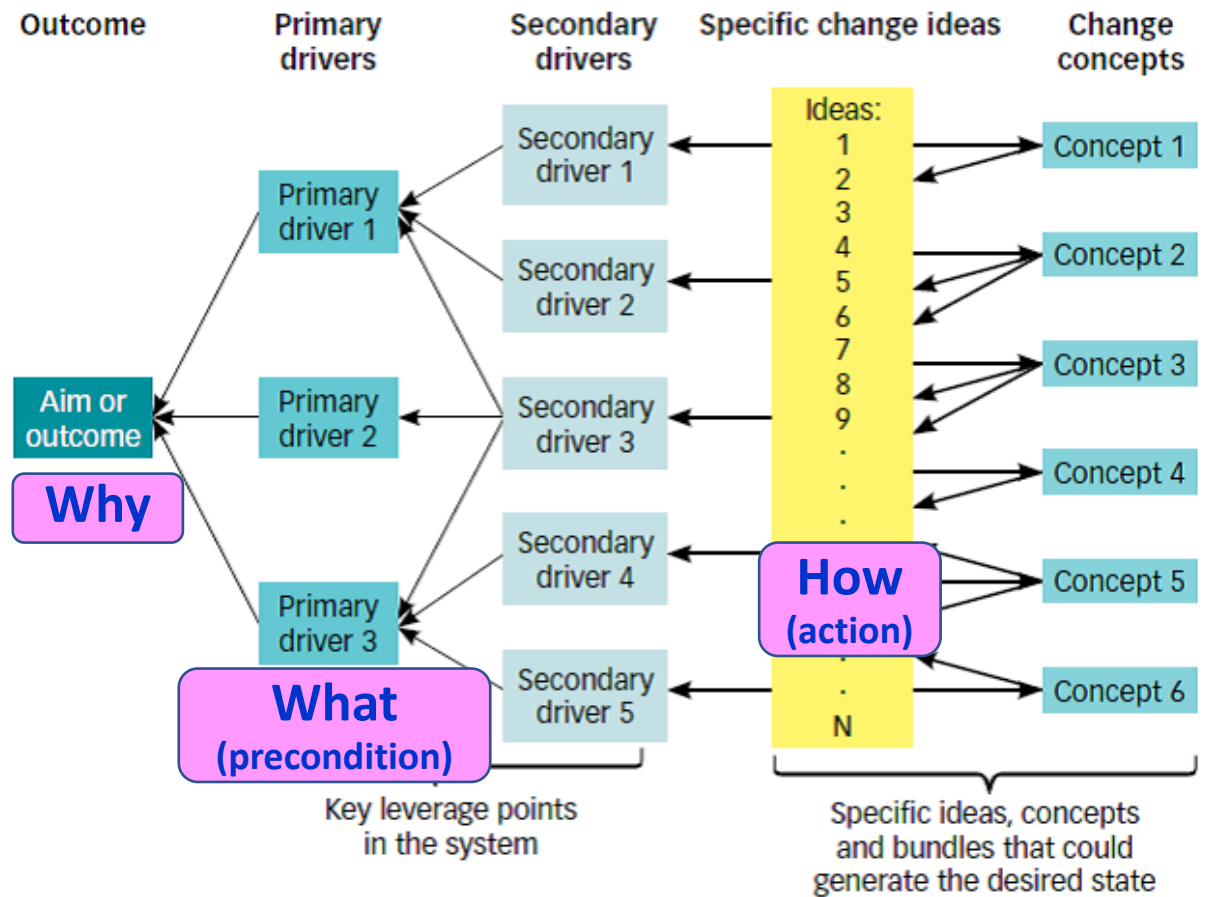 Outcome
Primary
drivers
Secondary
drivers
Specific change ideas
Change
concepts
Aim or
outcome
Why
Primary
driver 1
Primary
driver 2
Primary
driver 3
What
(precondition)
Secondary
driver 1
Secondary
driver 2
Secondary
driver 3
Secondary
driver 4
Secondary
driver 5
Key leverage points
in the system
Ideas:
1
2
3
4
5
6
7
8
9
.
.
.
How
(action)
.
.
N
Concept 1
Concept 2
Concept 3
Concept 4
Concept 5
Concept 6
Specific ideas, concepts
and bundles that could
generate the desired state